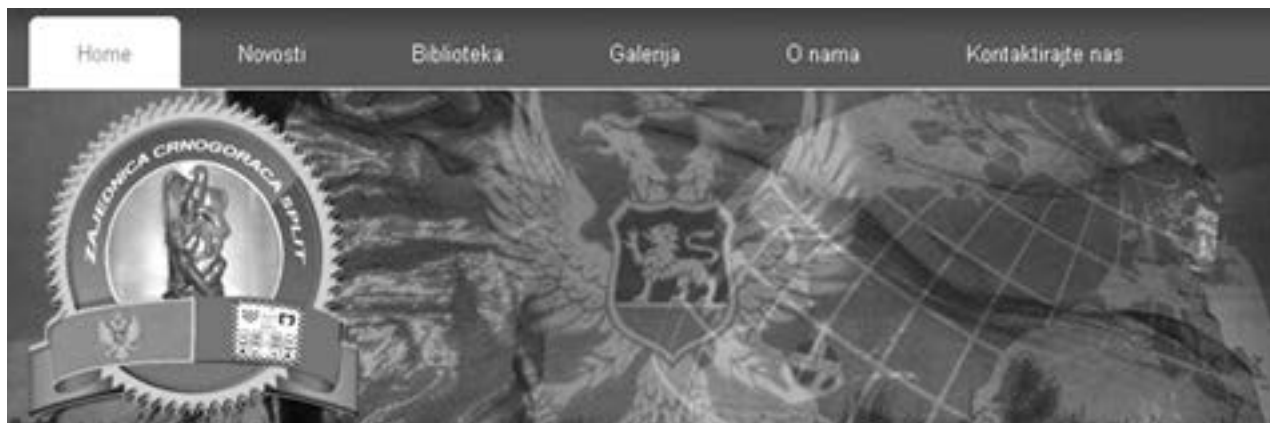 Home Novosti Biblioteka Galerija O nama Kontaktirajte nas
ZAJEDNICA CRNOGORACA SPLIT